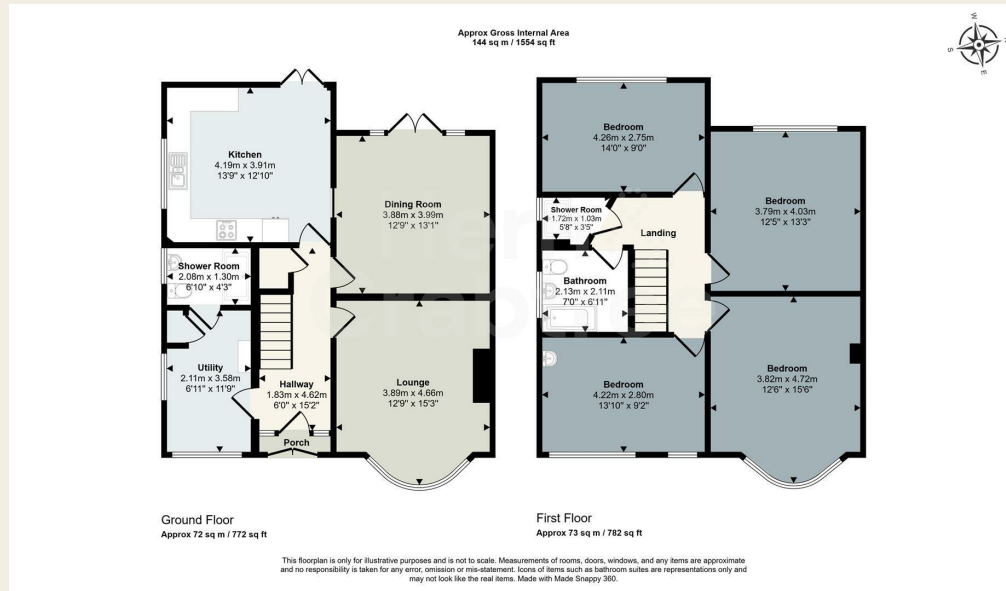 Approx Gross Internal Area
144 sq m / 1554 sq ft
W
S
E
Kitchen
4.19m x 3.91m
13'9" x 12'10"
Dining Room
3.88m x 3.99m
12'9" x 13'1"
Shower Room
2.08m x 1.30m
6'10" x 4'3"
Utility
2.11m x 3.58m
6'11" x 11'9"
Hallway
1.83m x 4.62m
6'0" x 15'2"
Lounge
3.89m x 4.66m
12'9" x 15'3"
Porch
Ground Floor
Approx 72 sq m / 772 sq ft
Bedroom
4.26m x 2.75m
14'0" x 9'0"
Shower Room
1.72m x 1.03m
5'8" x 3'5"
Landing
Bedroom
3.79m x 4.03m
12'5" x 13'3"
Bathroom
2.13m x 2.11m
7'0" x 6'11"
Bedroom
4.22m x 2.80m
13'10" x 9'2"
Bedroom
3.82m x 4.72m
12'6" x 15'6"
First Floor
Approx 73 sq m / 782 sq ft
This floorplan is only for illustrative purposes and is not to scale. Measurements of rooms, doors, windows, and any items are approximate
and no responsibility is taken for any error, omission or mis-statement. Icons of items such as bathroom suites are representations only and
may not look like the real items. Made with Made Snappy 360.